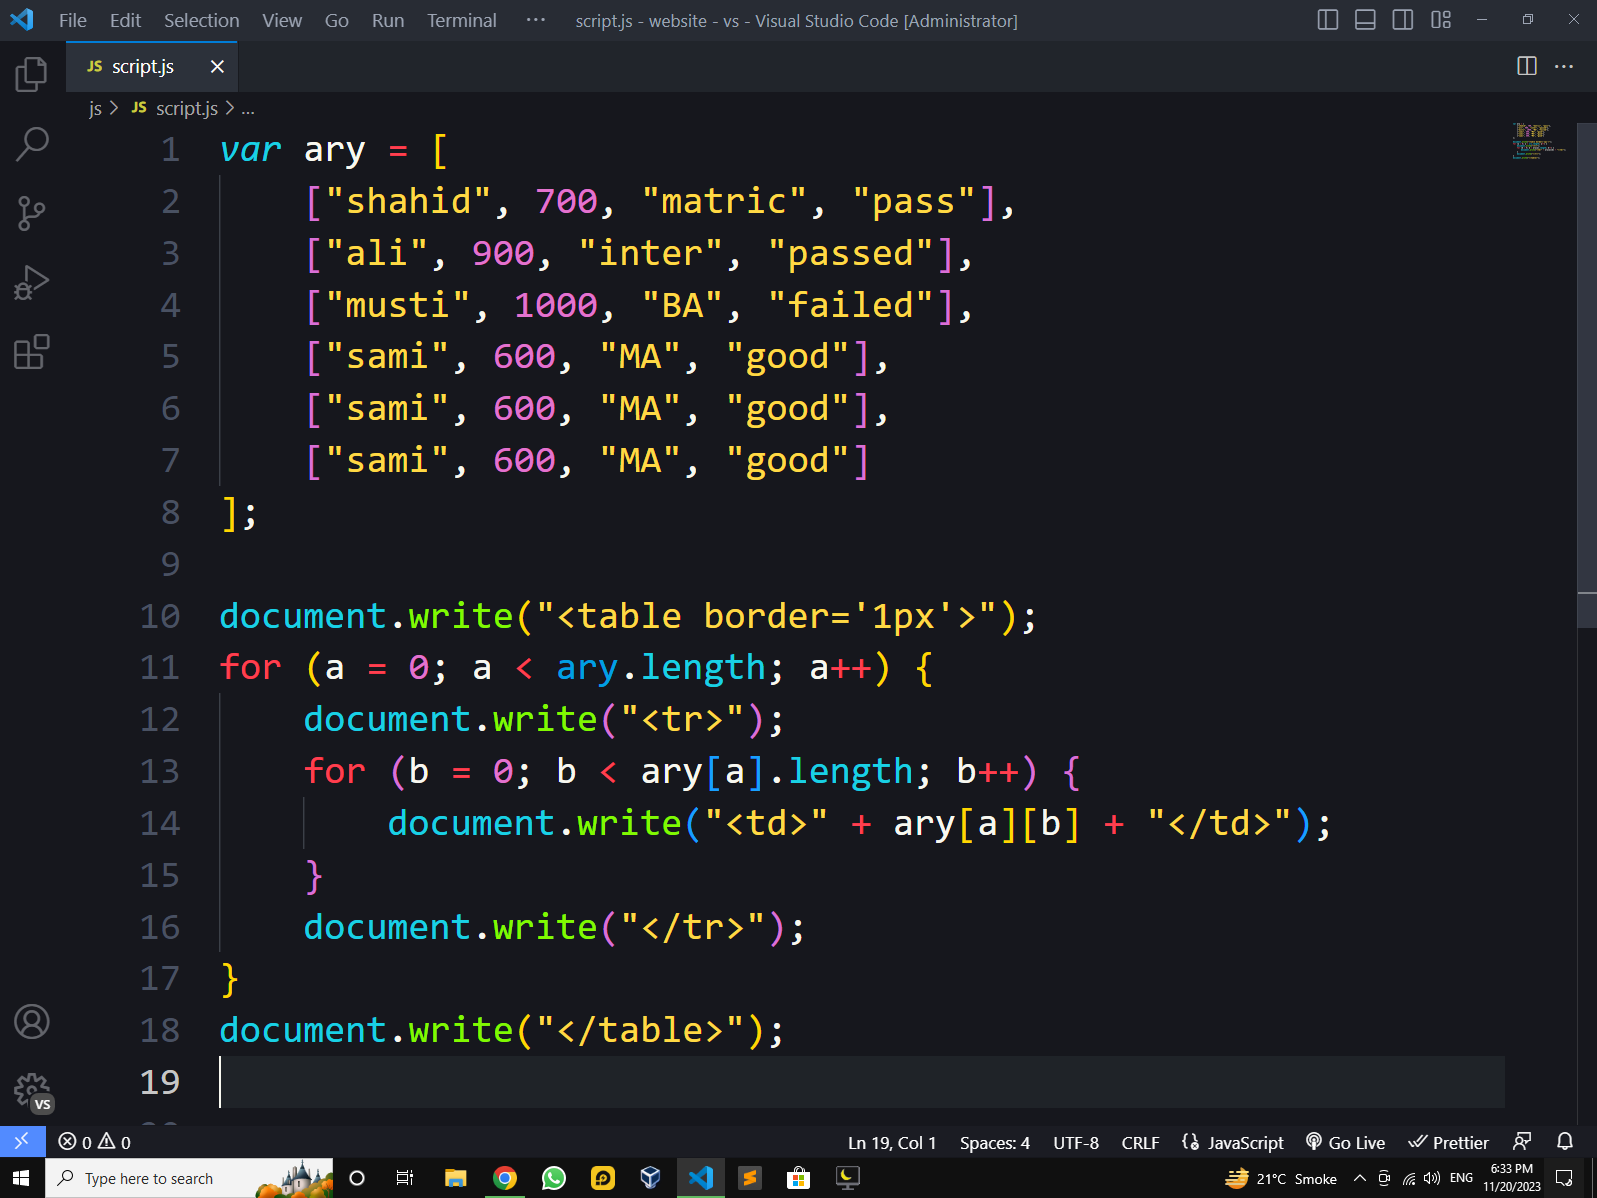 File Edit Selection View Go Run Terminal ··· script.js - website - vs - Visual Studio Code [Administrator]
JS script.js
js > JS script.js > ...
1 var ary = [
2 ["shahid", 700, "matric", "pass"],
3 ["ali", 900, "inter", "passed"],
4 ["musti", 1000, "BA", "failed"],
5 ["sami", 600, "MA", "good"],
6 ["sami", 600, "MA", "good"],
7 ["sami", 600, "MA", "good"]
8 ];
9
10 document.write("<table border='1px'>");
11 for (a = 0; a < ary.length; a++) {
12 document.write("<tr>");
13 for (b = 0; b < ary[a].length; b++) {
14 document.write("<td>" + ary[a][b] + "</td>");
15 }
16 document.write("</tr>");
17 }
18 document.write("</table>");
19
VS
0 0 Ln 19, Col 1 Spaces: 4 UTF-8 CRLF JavaScript Go Live Prettier
Type here to search 21°C Smoke ENG 6:33 PM
11/20/2023